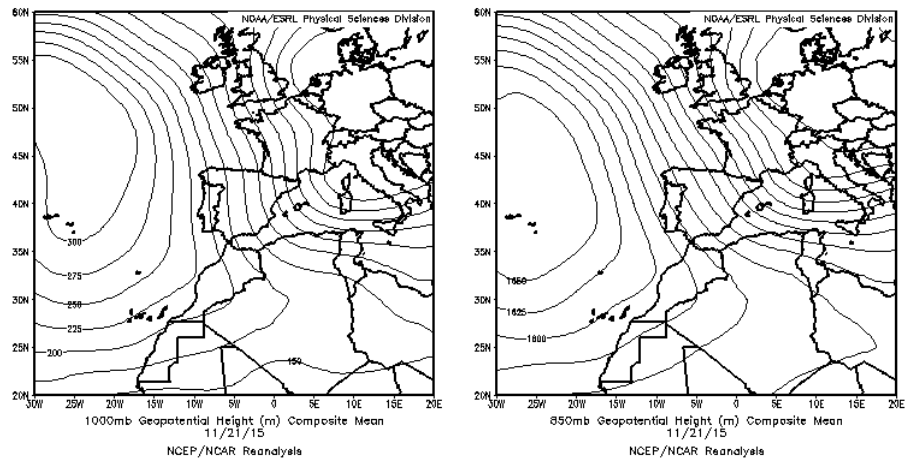 NOAA/ESRL Physical Sciences Division
60N
55N
50N
45N
40N
35N
30N
25N
20N
300
275
250
225
200
150
30W 25W 20W 15W 10W 5W 0 5E 10E 15E 20E
1000mb Geopotential Height (m) Composite Mean
11/21/15
NCEP/NCAR Reanalysis
NOAA/ESRL Physical Sciences Division
60N
55N
50N
45N
40N
35N
30N
25N
20N
1650
1625
1600
30W 25W 20W 15W 10W 5W 0 5E 10E 15E 20E
850mb Geopotential Height (m) Composite Mean
11/21/15
NCEP/NCAR Reanalysis